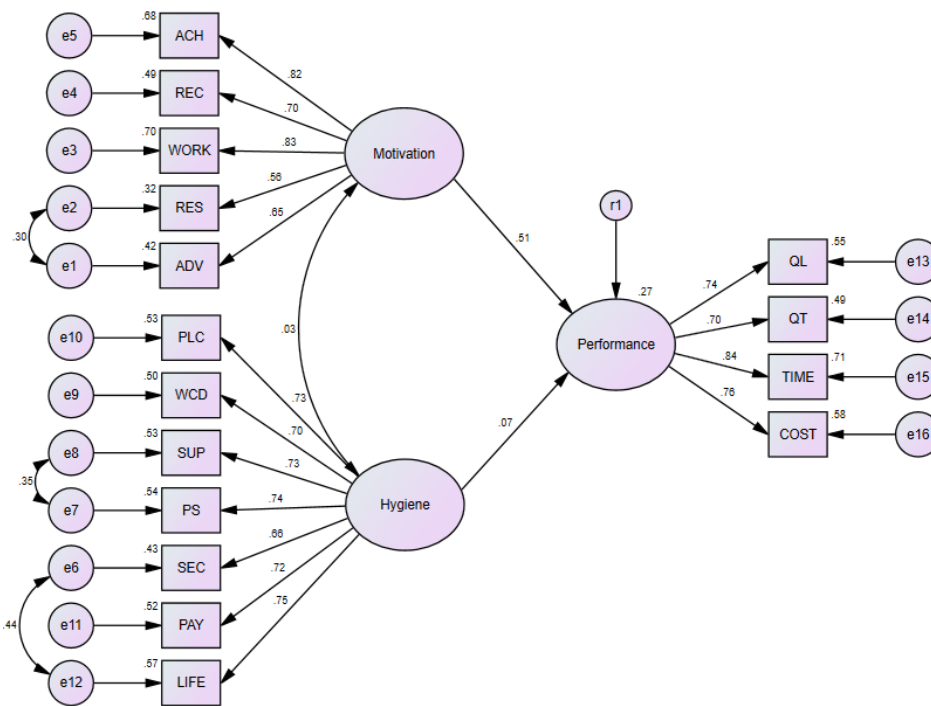 e5 .68 ACH
.82
e4 .49 REC
.70
e3 .70 WORK
.83
Motivation
e2 .32 RES
.56
.30
e1 .42 ADV
.65
r1
.51
.55 QL e13
.74
.27
.49 QT e14
.70
Performance
.71 TIME e15
.84
.58 COST e16
.76
.03
.07
e10 .53 PLC
.73
e9 .50 WCD
.70
e8 .53 SUP
.73
.35
Hygiene
e7 .54 PS
.74
e6 .43 SEC
.66
.44
e11 .52 PAY
.72
e12 .57 LIFE
.75